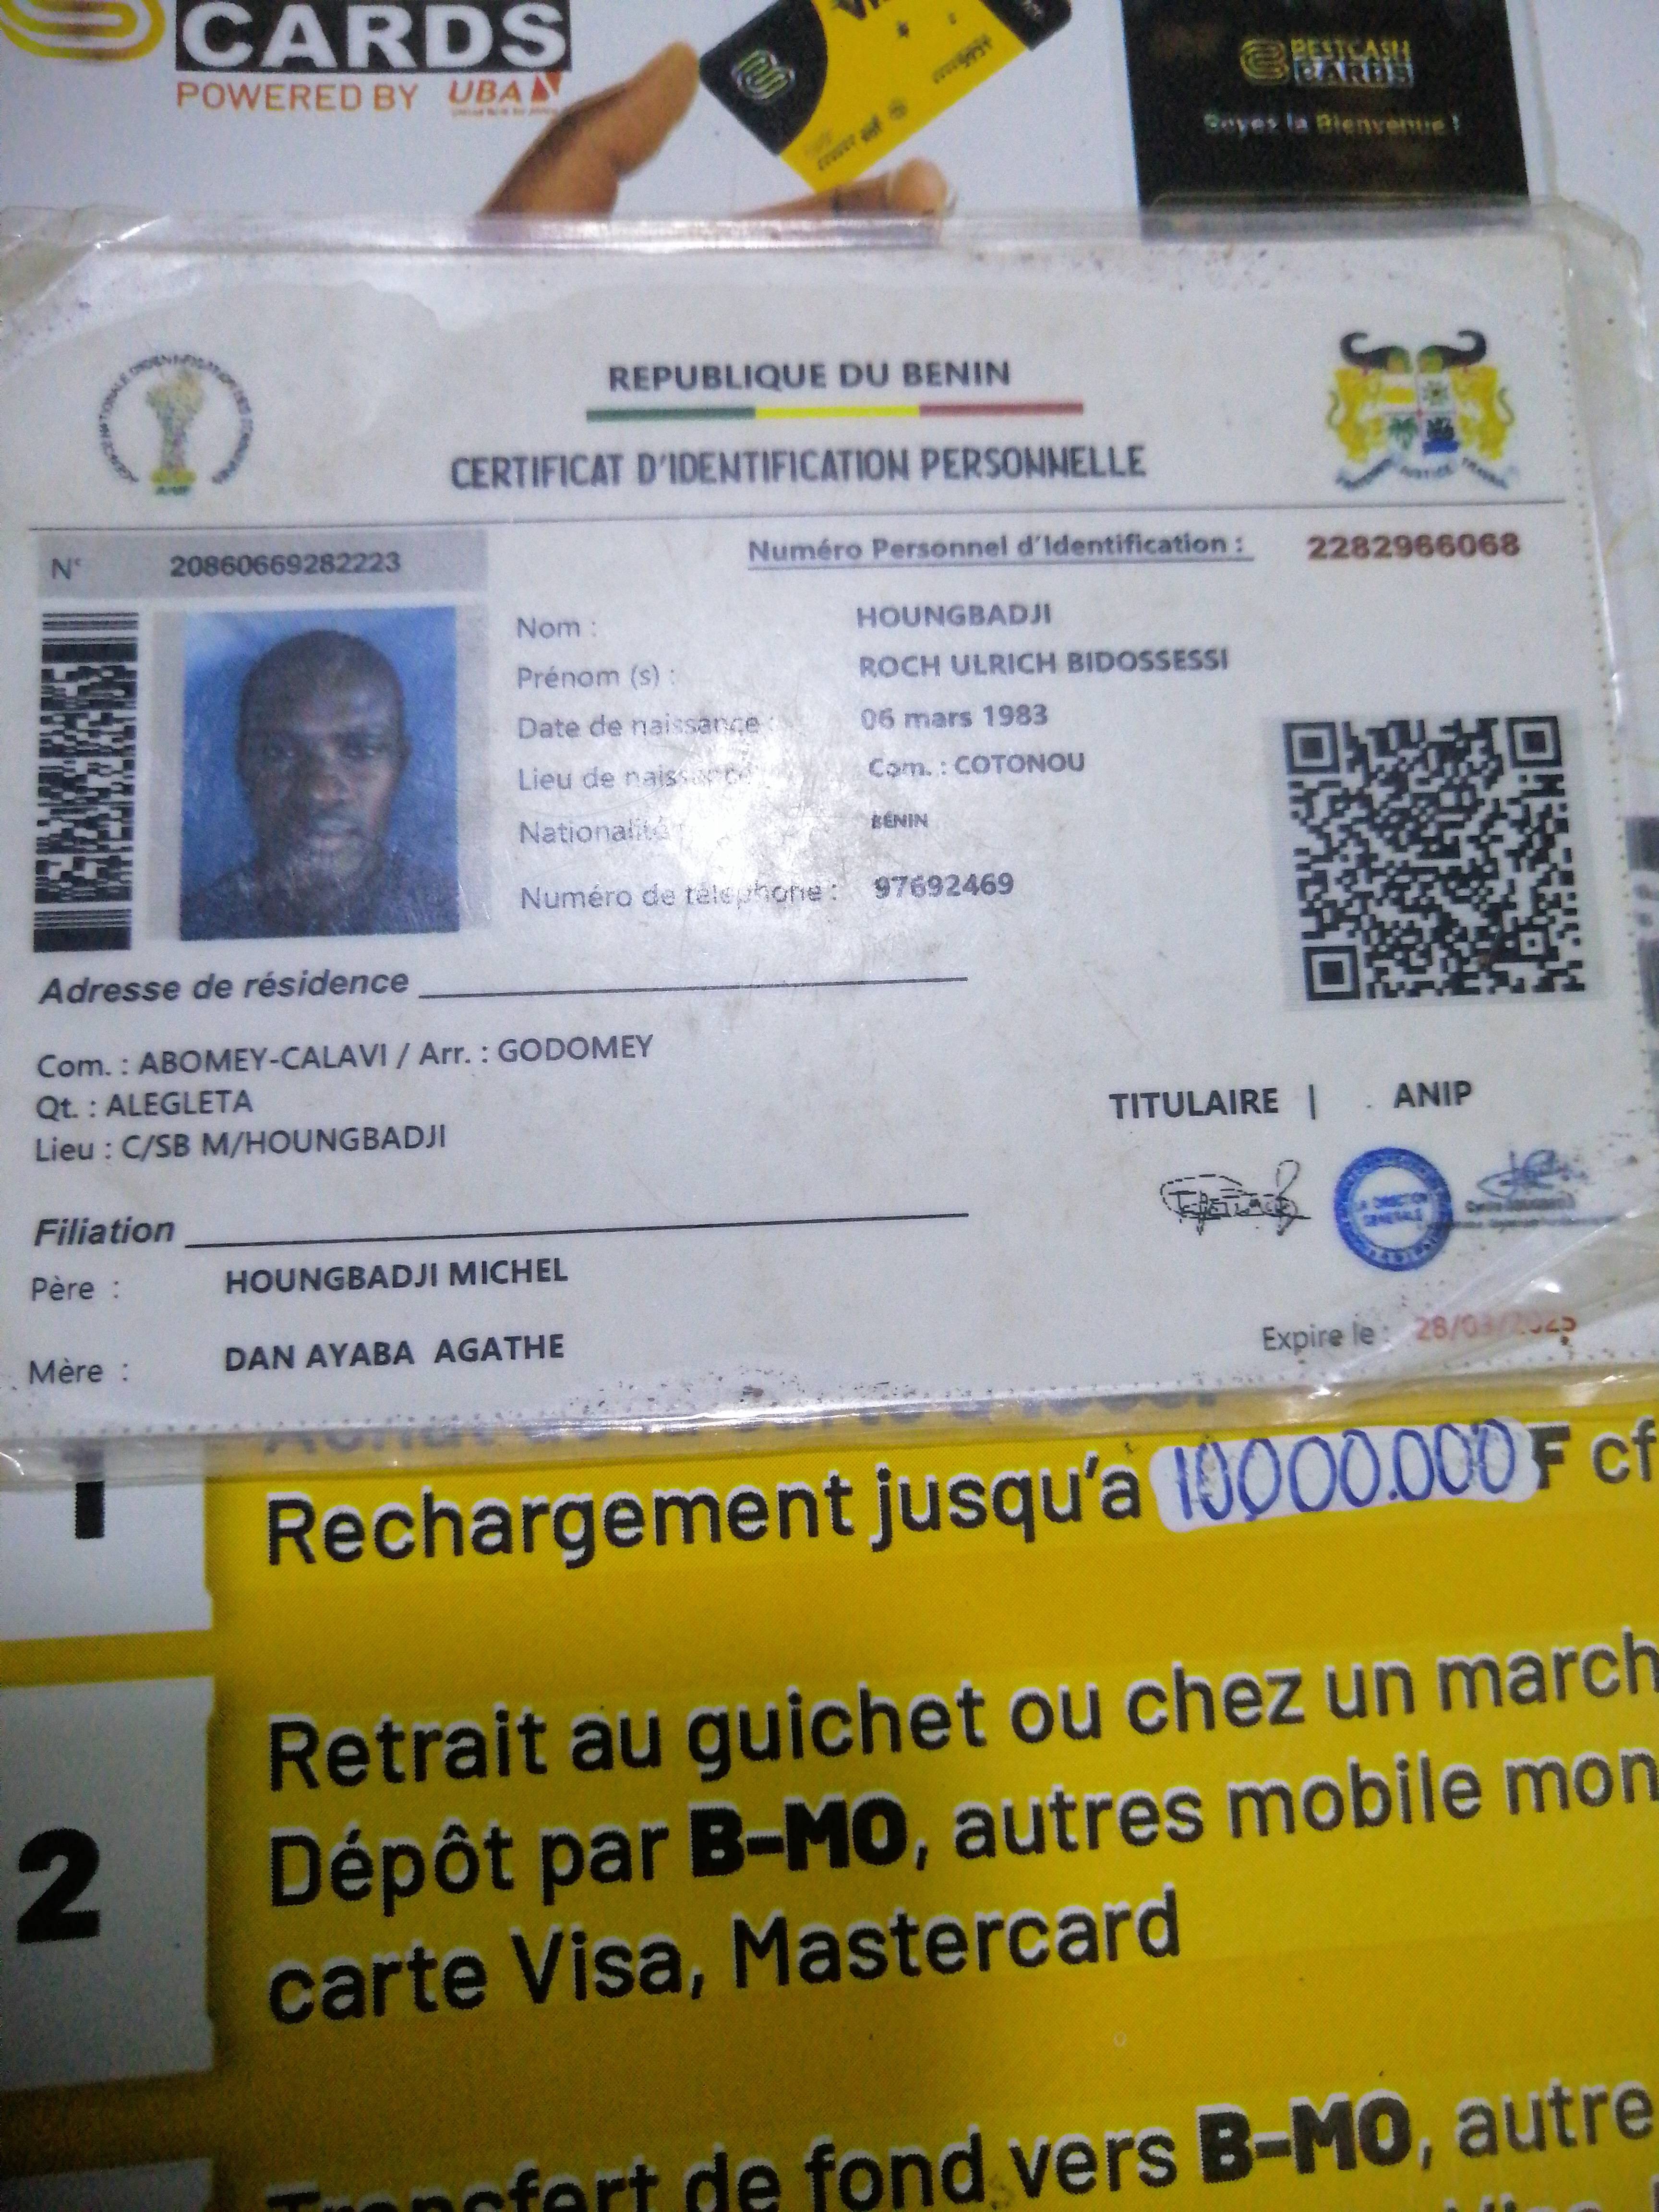 CARDS
POWERED BY UBA
BESTCASH
CARDS
Soyez la Bienvenue !
REPUBLIQUE DU BENIN
CERTIFICAT D'IDENTIFICATION PERSONNELLE
N° 20860669282223
Numéro Personnel d'Identification : 2282966068
Nom : HOUNGBADJI
Prénom (s) : ROCH ULRICH BIDOSSESSI
Date de naissance : 06 mars 1983
Lieu de naissance Com. : COTONOU
Nationalité BENIN
Numéro de téléphone : 97692469
Adresse de résidence
Com. : ABOMEY-CALAVI / Arr. : GODOMEY
Qt. : ALEGLETA
Lieu : C/SB M/HOUNGBADJI
TITULAIRE | ANIP
LA DIRECTION
GENERALE
Filiation
Père : HOUNGBADJI MICHEL
Mère : DAN AYABA AGATHE
Expire le :
1
Rechargement jusqu'a 10000.000 F cf
2
Retrait au guichet ou chez un march
Dépôt par B-MO, autres mobile mon
carte Visa, Mastercard
Transfert de fond vers B-MO, autre